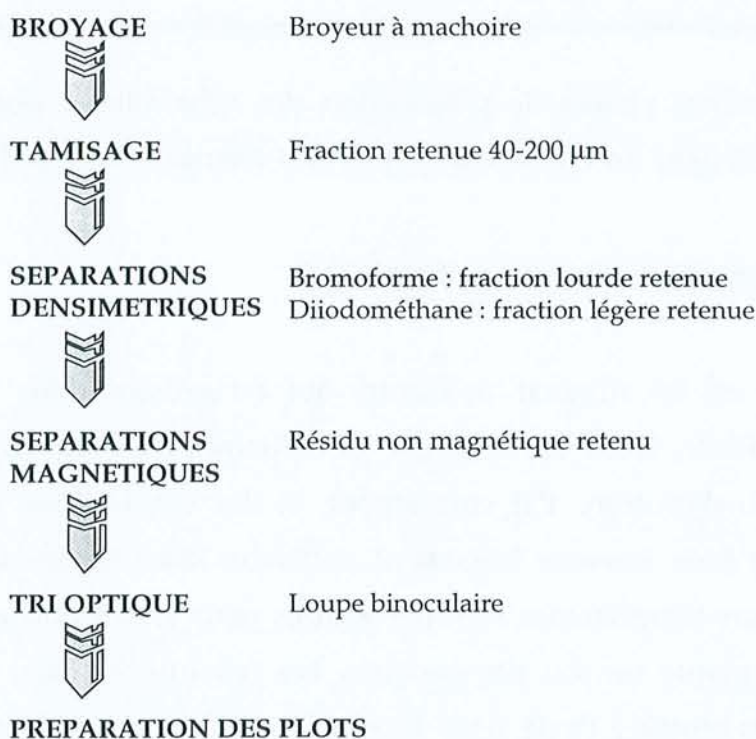 BROYAGE Broyeur à machoire
TAMISAGE Fraction retenue 40-200 µm
SEPARATIONS Bromoforme : fraction lourde retenue
DENSIMETRIQUES Diiodométhane : fraction légère retenue
SEPARATIONS Résidu non magnétique retenu
MAGNETIQUES
TRI OPTIQUE Loupe binoculaire
PREPARATION DES PLOTS